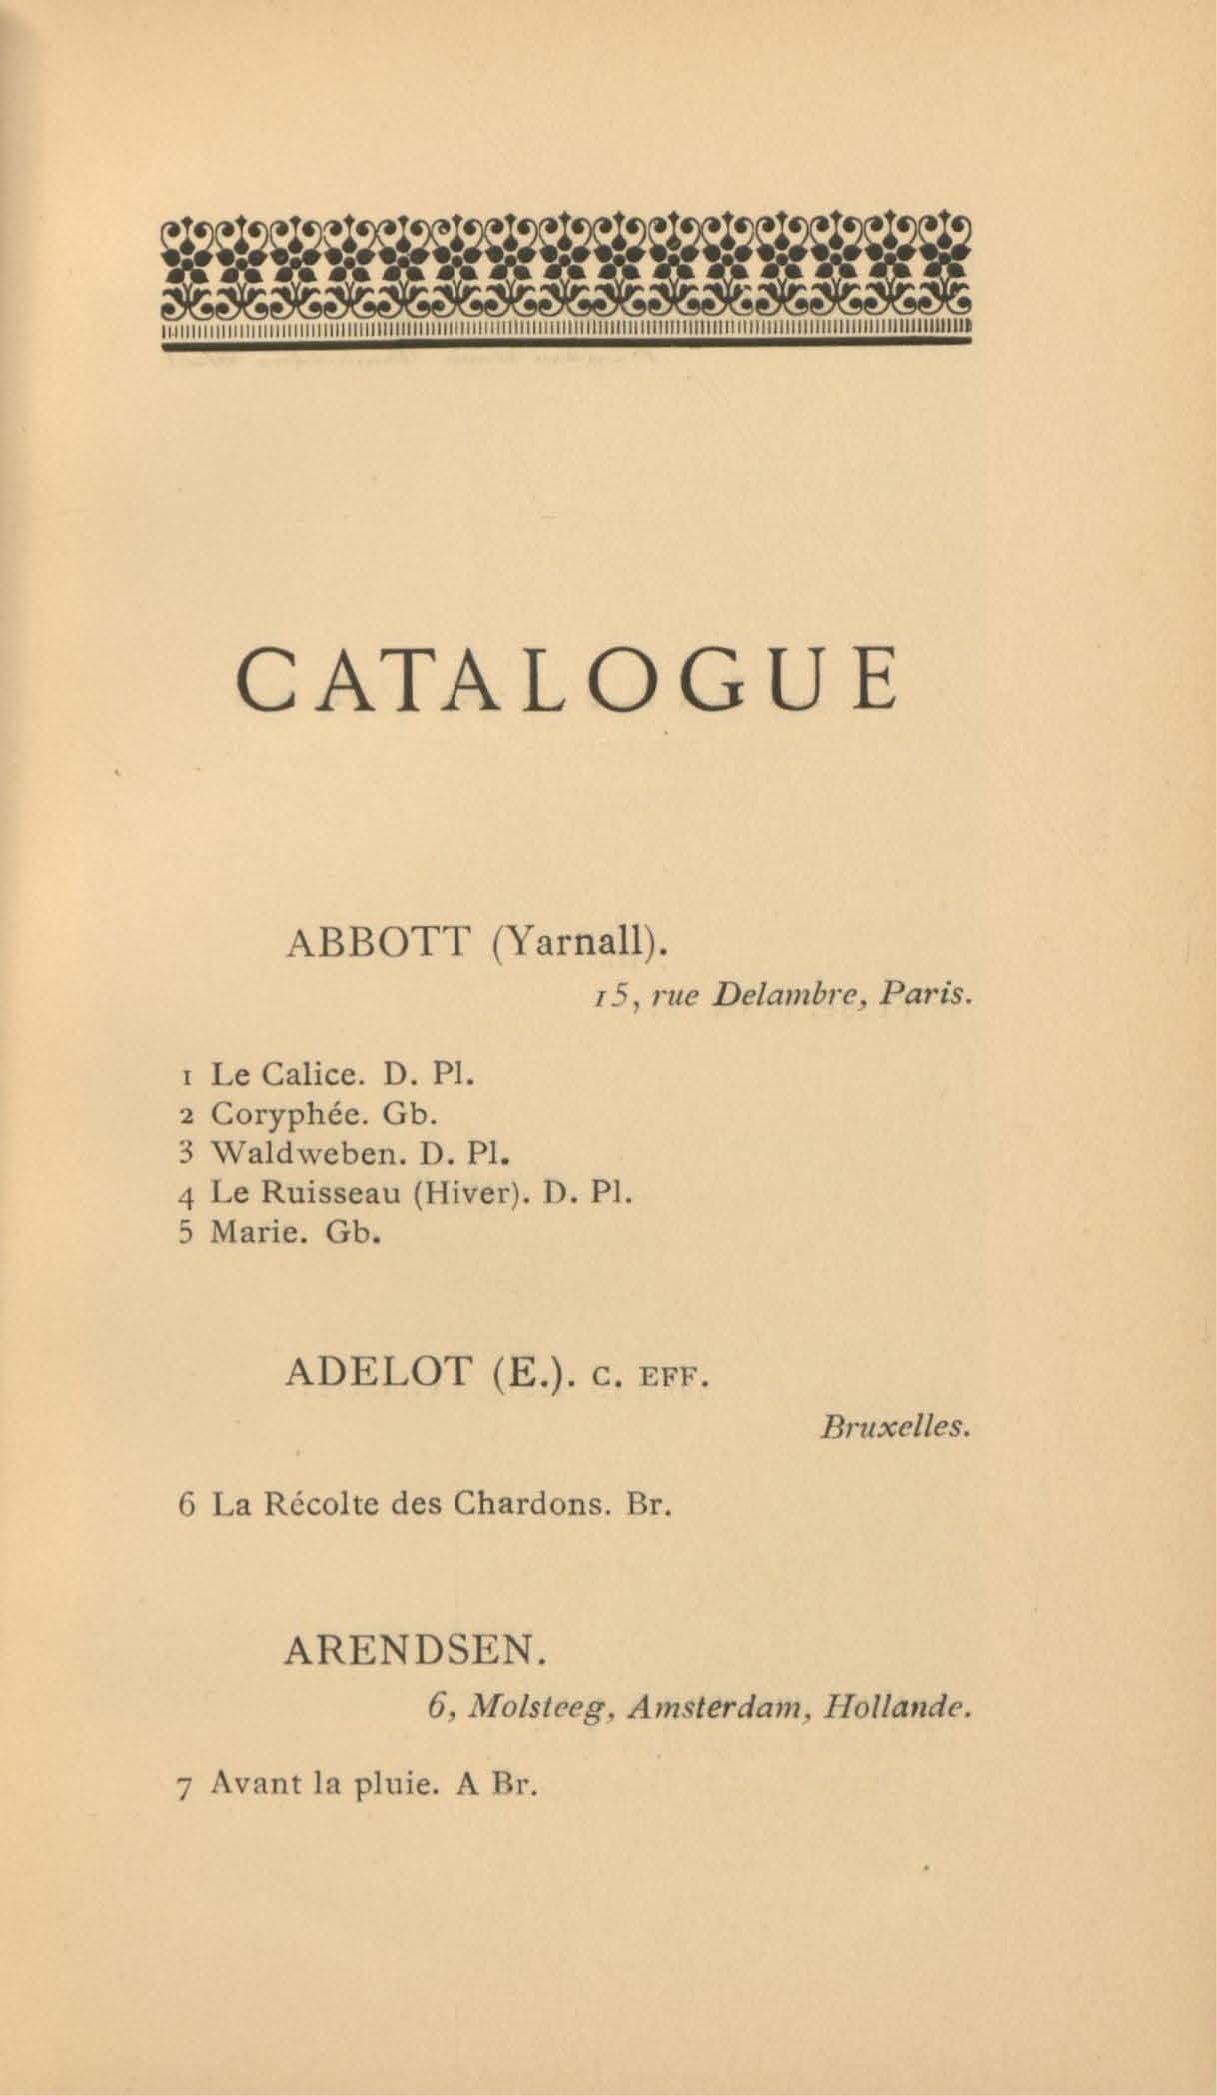 CATALOGUE
ABBOTT (Yarnall).
15, rue Delambre, Paris.
1 Le Calice. D. Pl.
2 Coryphée. Gb.
3 Waldweben. D. Pl.
4 Le Ruisseau (Hiver). D. Pl.
5 Marie. Gb.
ADELOT (E.). C. EFF.
Bruxelles.
6 La Récolte des Chardons. Br.
ARENDSEN.
6, Molsteeg, Amsterdam, Hollande.
7 Avant la pluie. A Br.